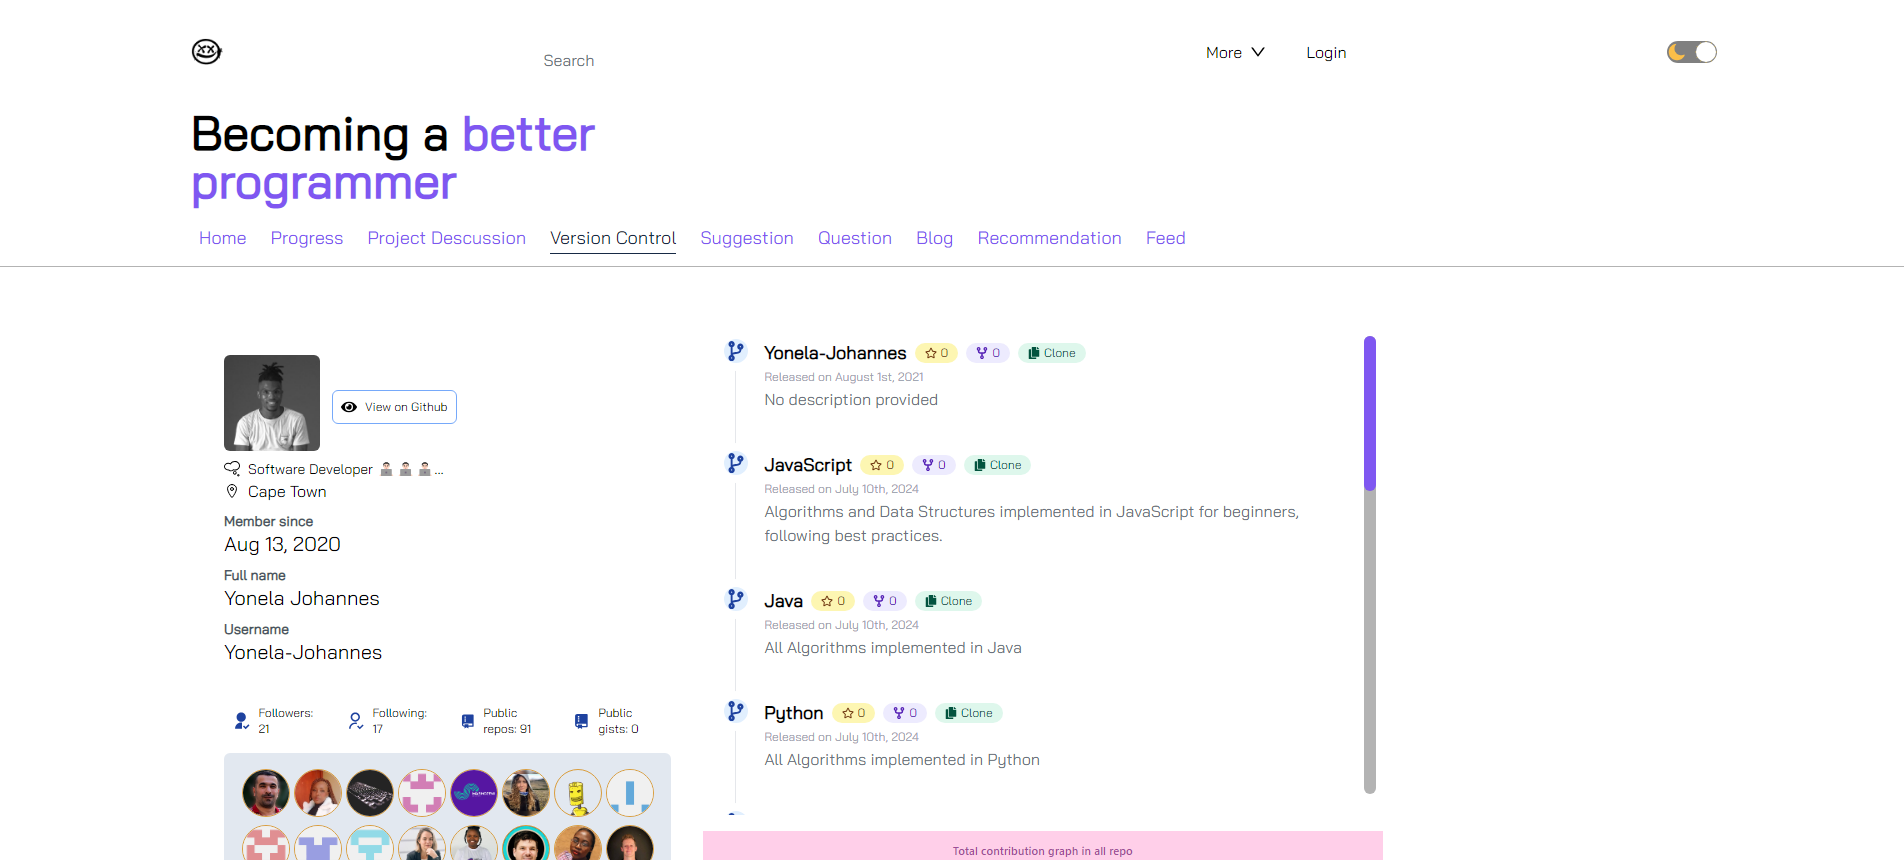 Search
More
Login
Becoming a better
programmer
Home Progress Project Descussion Version Control Suggestion Question Blog Recommendation Feed
View on Github
Software Developer 👨🏻‍💻 👨🏻‍💻 👨🏻‍💻 ...
Cape Town
Member since
Aug 13, 2020
Full name
Yonela Johannes
Username
Yonela-Johannes
Followers:
21
Following:
17
Public
repos: 91
Public
gists: 0
Yonela-Johannes 0 0 Clone
Released on August 1st, 2021
No description provided
JavaScript 0 0 Clone
Released on July 10th, 2024
Algorithms and Data Structures implemented in JavaScript for beginners,
following best practices.
Java 0 0 Clone
Released on July 10th, 2024
All Algorithms implemented in Java
Python 0 0 Clone
Released on July 10th, 2024
All Algorithms implemented in Python
Total contribution graph in all repo